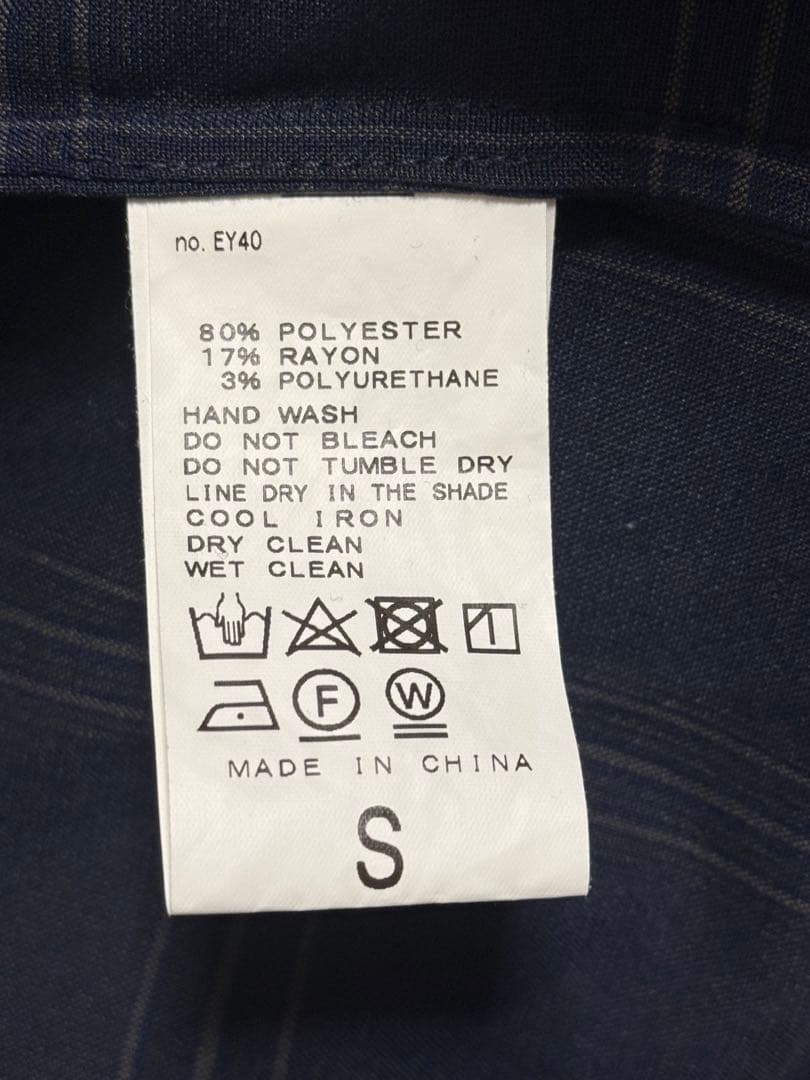 no. EY40
80% POLYESTER
17% RAYON
3% POLYURETHANE
HAND WASH
DO NOT BLEACH
DO NOT TUMBLE DRY
LINE DRY IN THE SHADE
COOL IRON
DRY CLEAN
WET CLEAN
F W
MADE IN CHINA
S